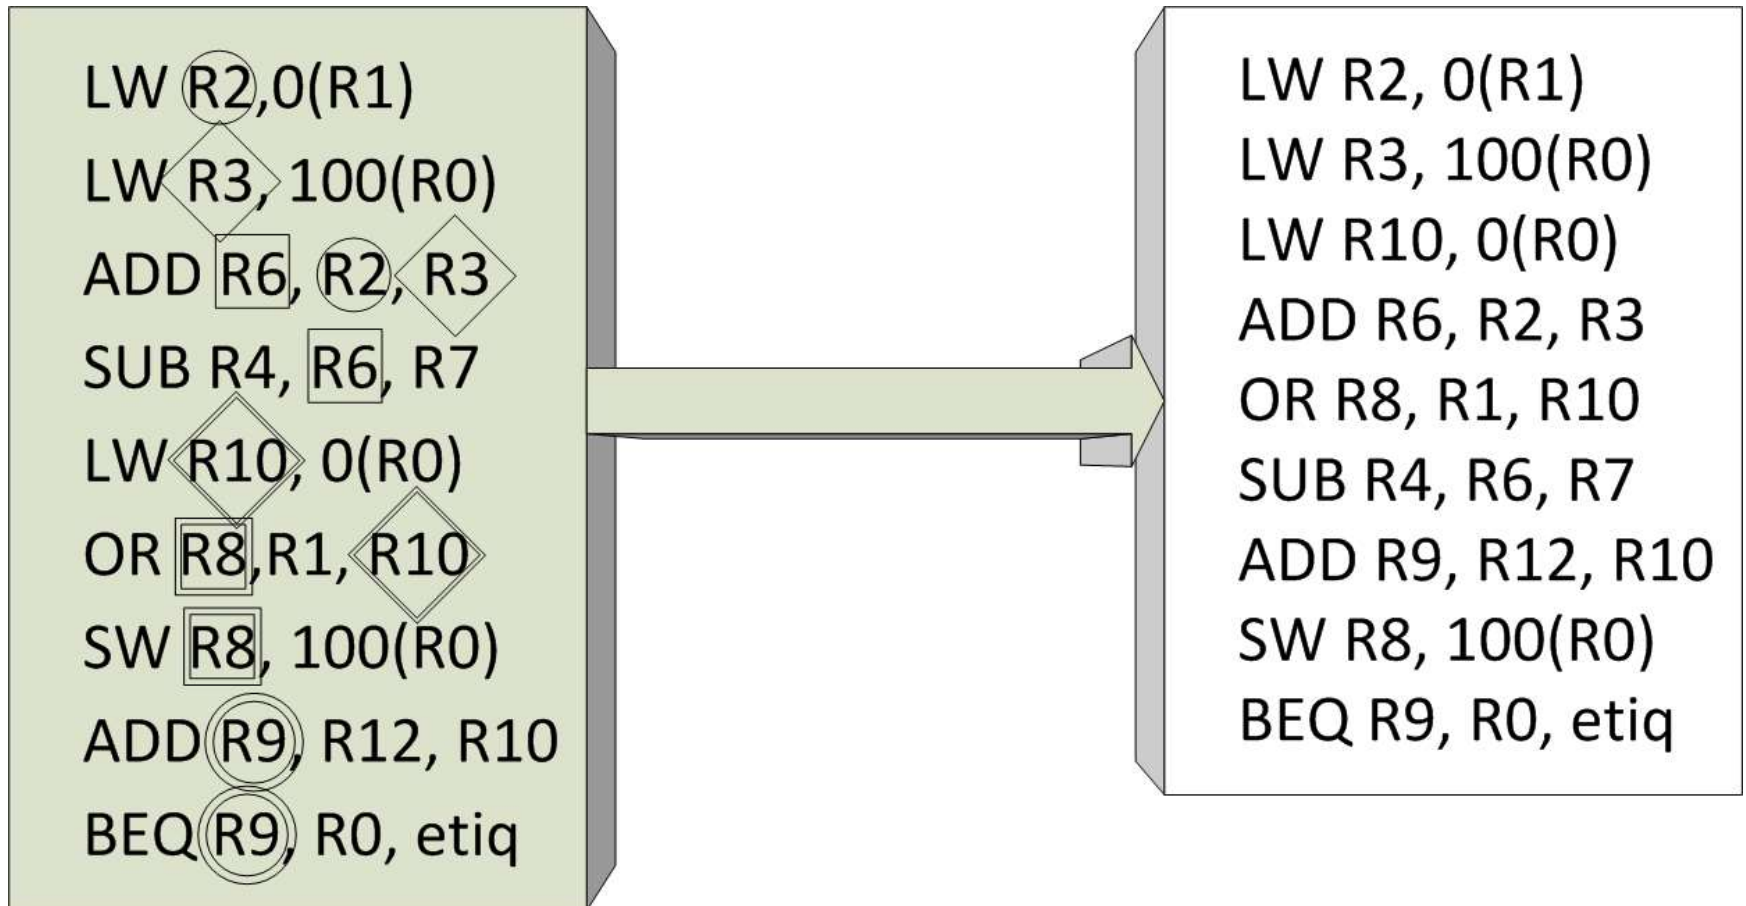 LW R2,0(R1)
LW R3, 100(R0)
ADD R6, R2, R3
SUB R4, R6, R7
LW R10, 0(R0)
OR R8,R1, R10
SW R8, 100(R0)
ADD R9, R12, R10
BEQ R9, R0, etiq
LW R2, 0(R1)
LW R3, 100(R0)
LW R10, 0(R0)
ADD R6, R2, R3
OR R8, R1, R10
SUB R4, R6, R7
ADD R9, R12, R10
SW R8, 100(R0)
BEQ R9, R0, etiq